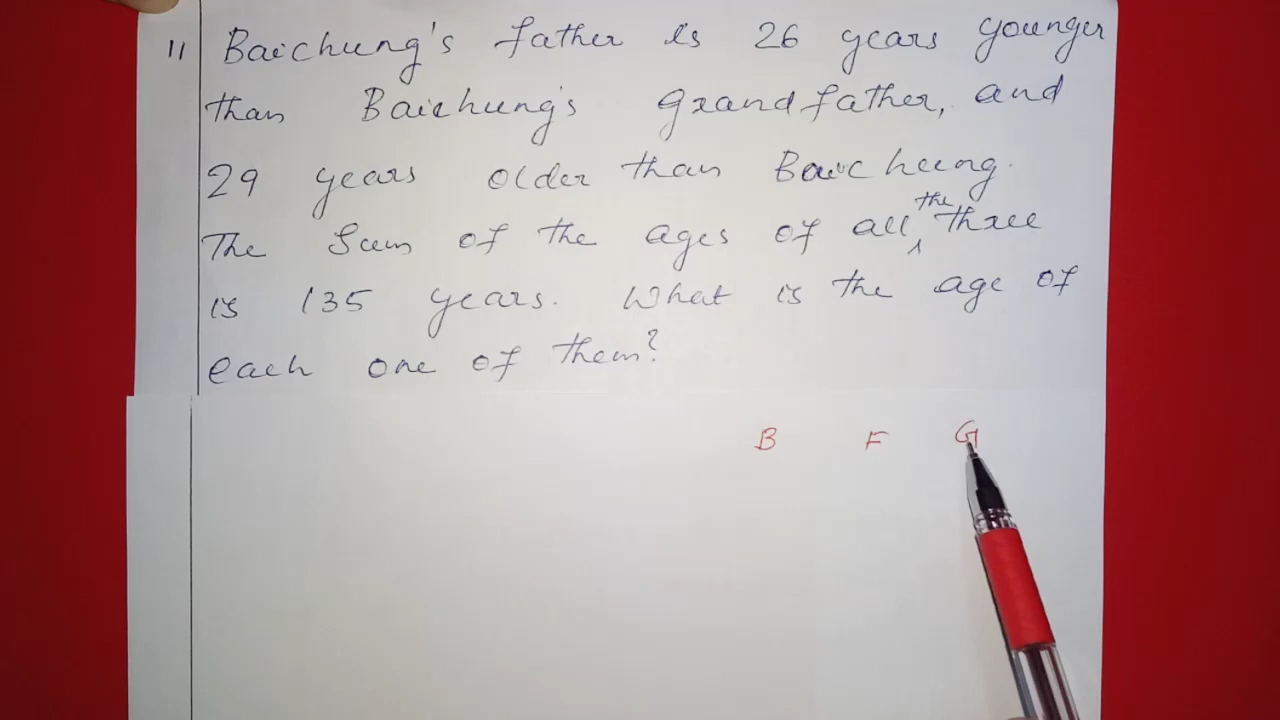 11 Baichung's father is 26 years younger
than Baichung's grandfather, and
29 years older than Baichung.
The Sum of the ages of all the three
is 135 years. What is the age of
each one of them?
B F G